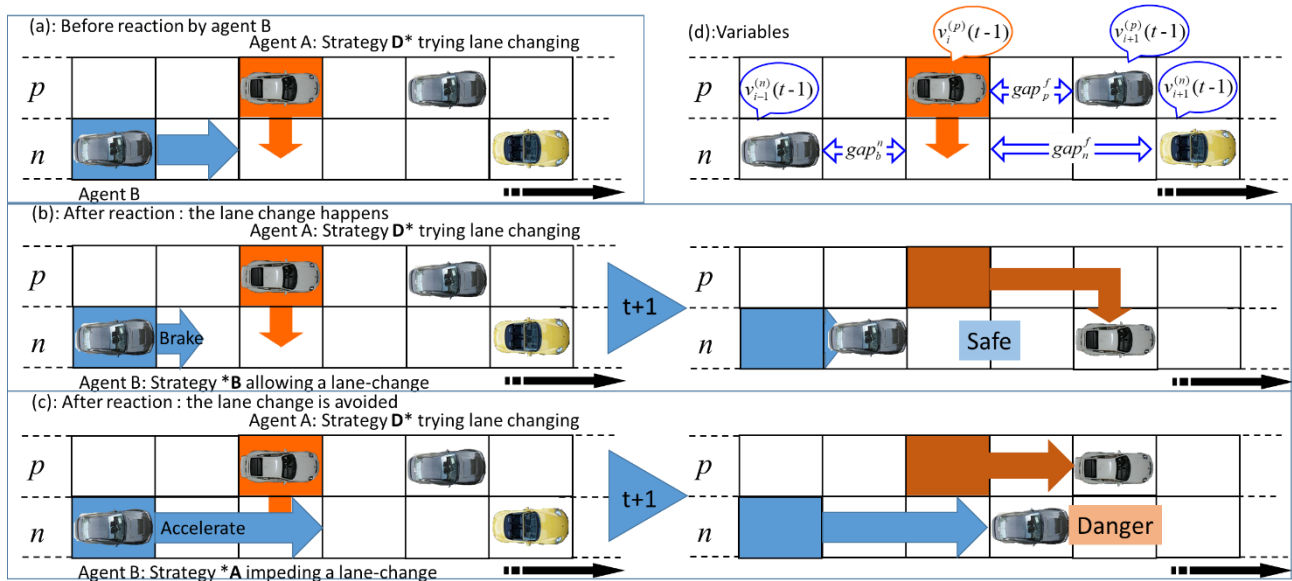 (a): Before reaction by agent B
Agent A: Strategy D* trying lane changing
p
n
Agent B
(d):Variables
v_i^{(p)}(t-1)
v_{i+1}^{(p)}(t-1)
v_{i-1}^{(n)}(t-1)
v_{i+1}^{(n)}(t-1)
gap_p^f
gap_b^n
gap_n^f
p
n
(b): After reaction : the lane change happens
Agent A: Strategy D* trying lane changing
p
n
Brake
Agent B: Strategy *B allowing a lane-change
t+1
p
n
Safe
(c): After reaction : the lane change is avoided
Agent A: Strategy D* trying lane changing
p
n
Accelerate
Agent B: Strategy *A impeding a lane-change
t+1
p
n
Danger